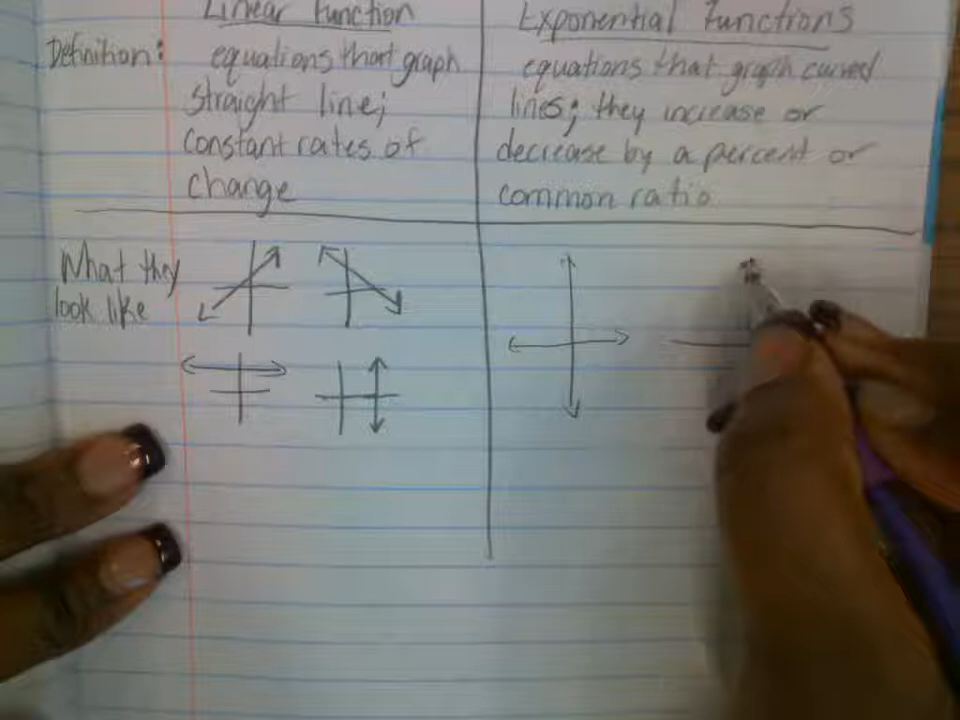 Linear Function
Exponential Functions
Definition:
equations that graph
straight line;
constant rates of
change
equations that graph curved
lines; they increase or
decrease by a percent or
common ratio
What they
look like